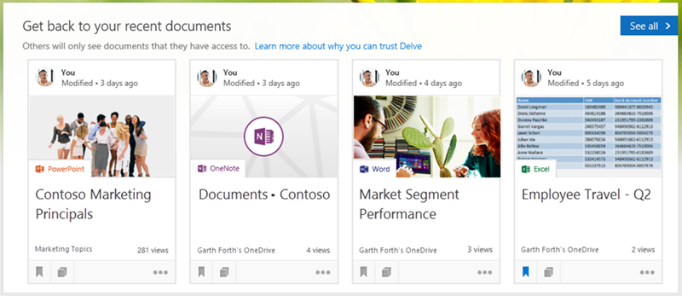 Get back to your recent documents
See all
Others will only see documents that they have access to. Learn more about why you can trust Delve
You
Modified • 3 days ago
PowerPoint
Contoso Marketing
Principals
Marketing Topics
281 views
You
Modified • 3 days ago
OneNote
Documents • Contoso
Garth Forth's OneDrive
4 views
You
Modified • 4 days ago
Word
Market Segment
Performance
Garth Forth's OneDrive
3 views
You
Modified • 5 days ago
Name
Bank account number
Excel
Employee Travel - Q2
Garth Forth's OneDrive
2 views